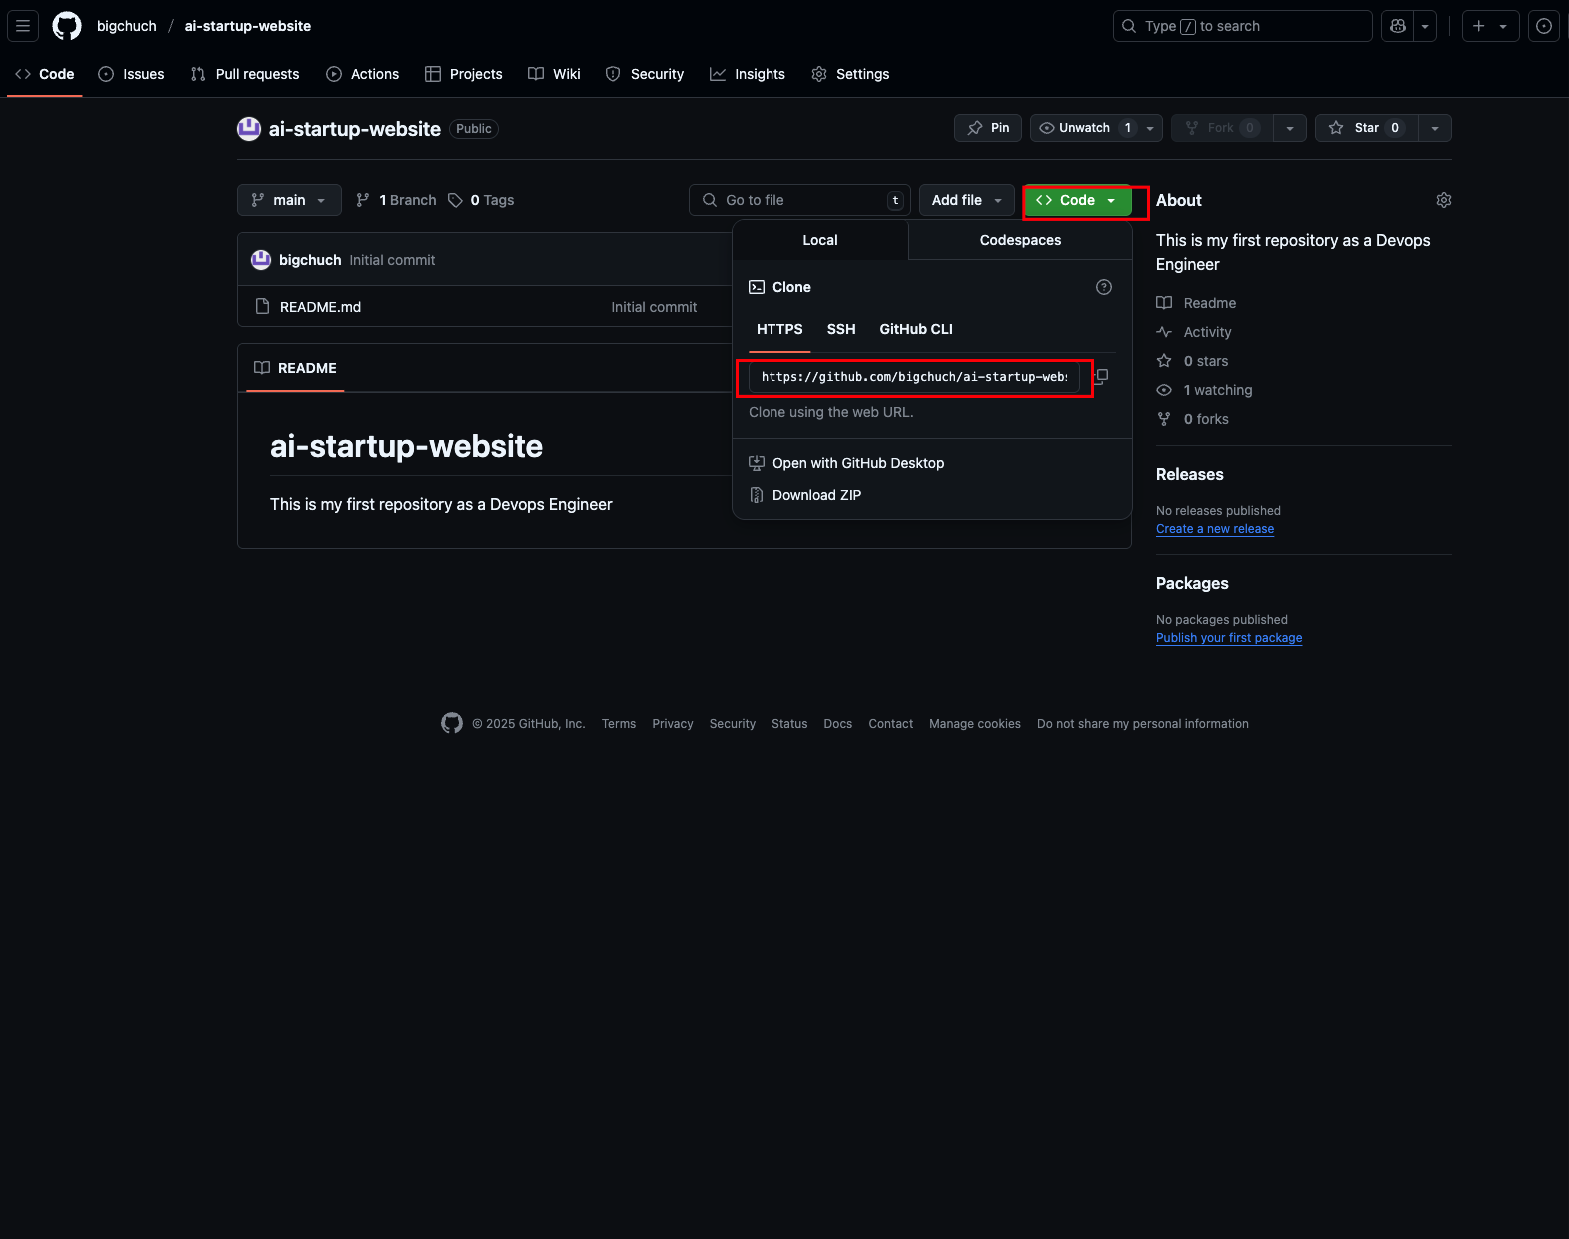 bigchuch / ai-startup-website
Type / to search
Code Issues Pull requests Actions Projects Wiki Security Insights Settings
ai-startup-website Public
Pin Unwatch 1 Fork 0 Star 0
main 1 Branch 0 Tags Go to file t Add file Code
Local Codespaces
Clone
HTTPS SSH GitHub CLI
https://github.com/bigchuch/ai-startup-webs
Clone using the web URL.
Open with GitHub Desktop
Download ZIP
bigchuch Initial commit
README.md Initial commit
README
ai-startup-website
This is my first repository as a Devops Engineer
About
This is my first repository as a Devops
Engineer
Readme
Activity
0 stars
1 watching
0 forks
Releases
No releases published
Create a new release
Packages
No packages published
Publish your first package
© 2025 GitHub, Inc. Terms Privacy Security Status Docs Contact Manage cookies Do not share my personal information